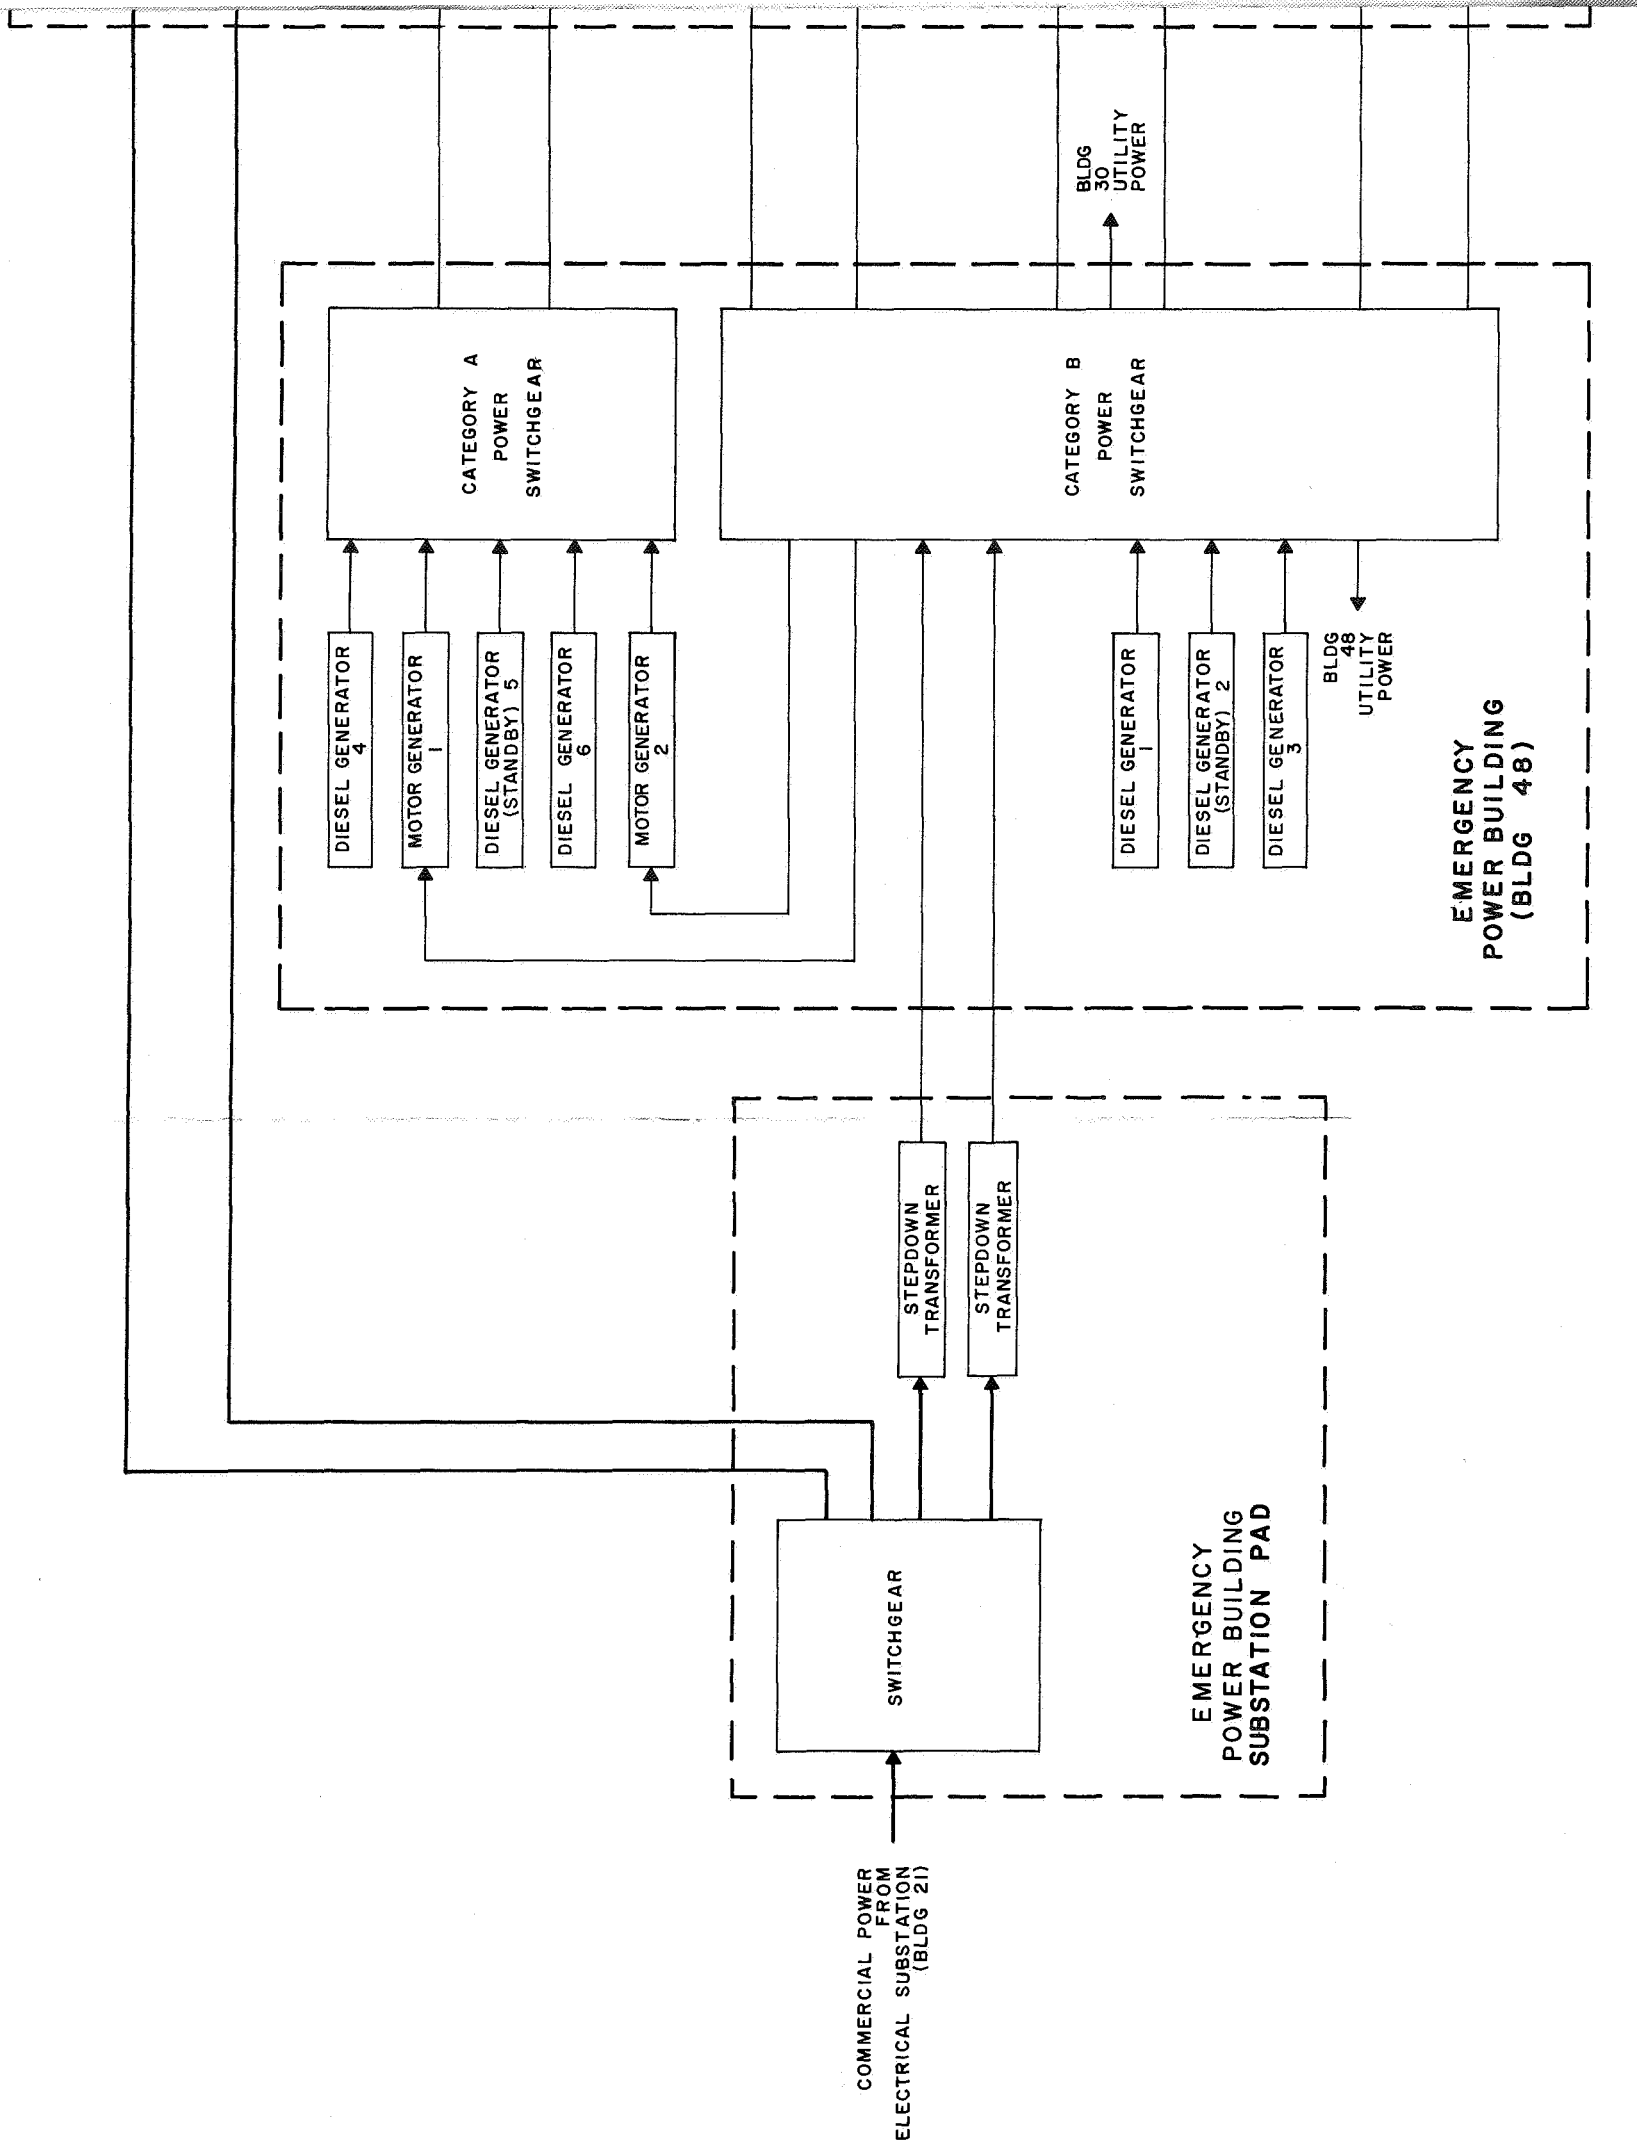 COMMERCIAL POWER
FROM
ELECTRICAL SUBSTATION
(BLDG 21)
SWITCHGEAR
EMERGENCY
POWER BUILDING
SUBSTATION PAD
STEPDOWN
TRANSFORMER
STEPDOWN
TRANSFORMER
DIESEL GENERATOR
4
MOTOR GENERATOR
1
DIESEL GENERATOR
(STANDBY) 5
DIESEL GENERATOR
6
MOTOR GENERATOR
2
DIESEL GENERATOR
1
DIESEL GENERATOR
(STANDBY) 2
DIESEL GENERATOR
3
BLDG
48
UTILITY
POWER
EMERGENCY
POWER BUILDING
(BLDG 48)
CATEGORY A
POWER
SWITCHGEAR
CATEGORY B
POWER
SWITCHGEAR
BLDG
30
UTILITY
POWER